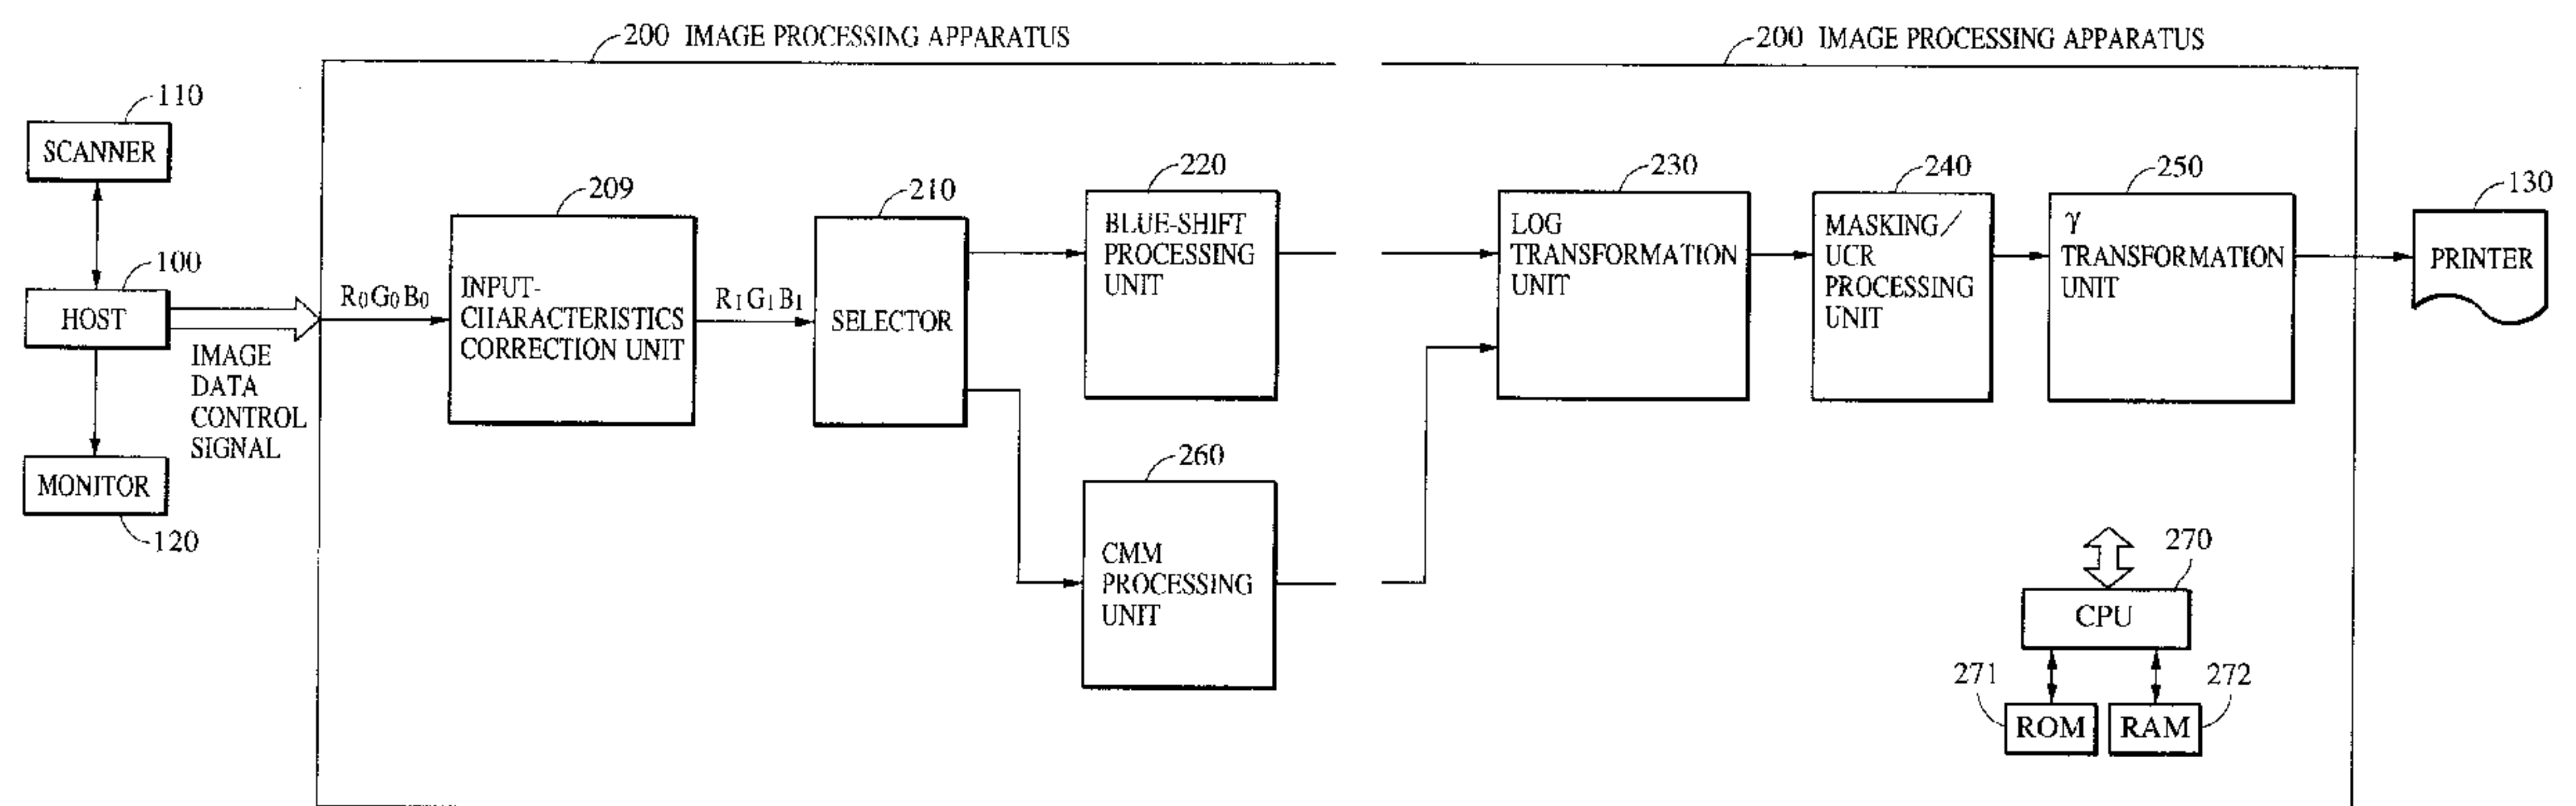 200 IMAGE PROCESSING APPARATUS
200 IMAGE PROCESSING APPARATUS
110
SCANNER
100
HOST
IMAGE
DATA
CONTROL
SIGNAL
MONITOR
120
R0G0B0
209
INPUT-
CHARACTERISTICS
CORRECTION UNIT
R1G1B1
210
SELECTOR
220
BLUE-SHIFT
PROCESSING
UNIT
260
CMM
PROCESSING
UNIT
230
LOG
TRANSFORMATION
UNIT
240
MASKING/
UCR
PROCESSING
UNIT
250
γ
TRANSFORMATION
UNIT
130
PRINTER
270
CPU
271
ROM
272
RAM